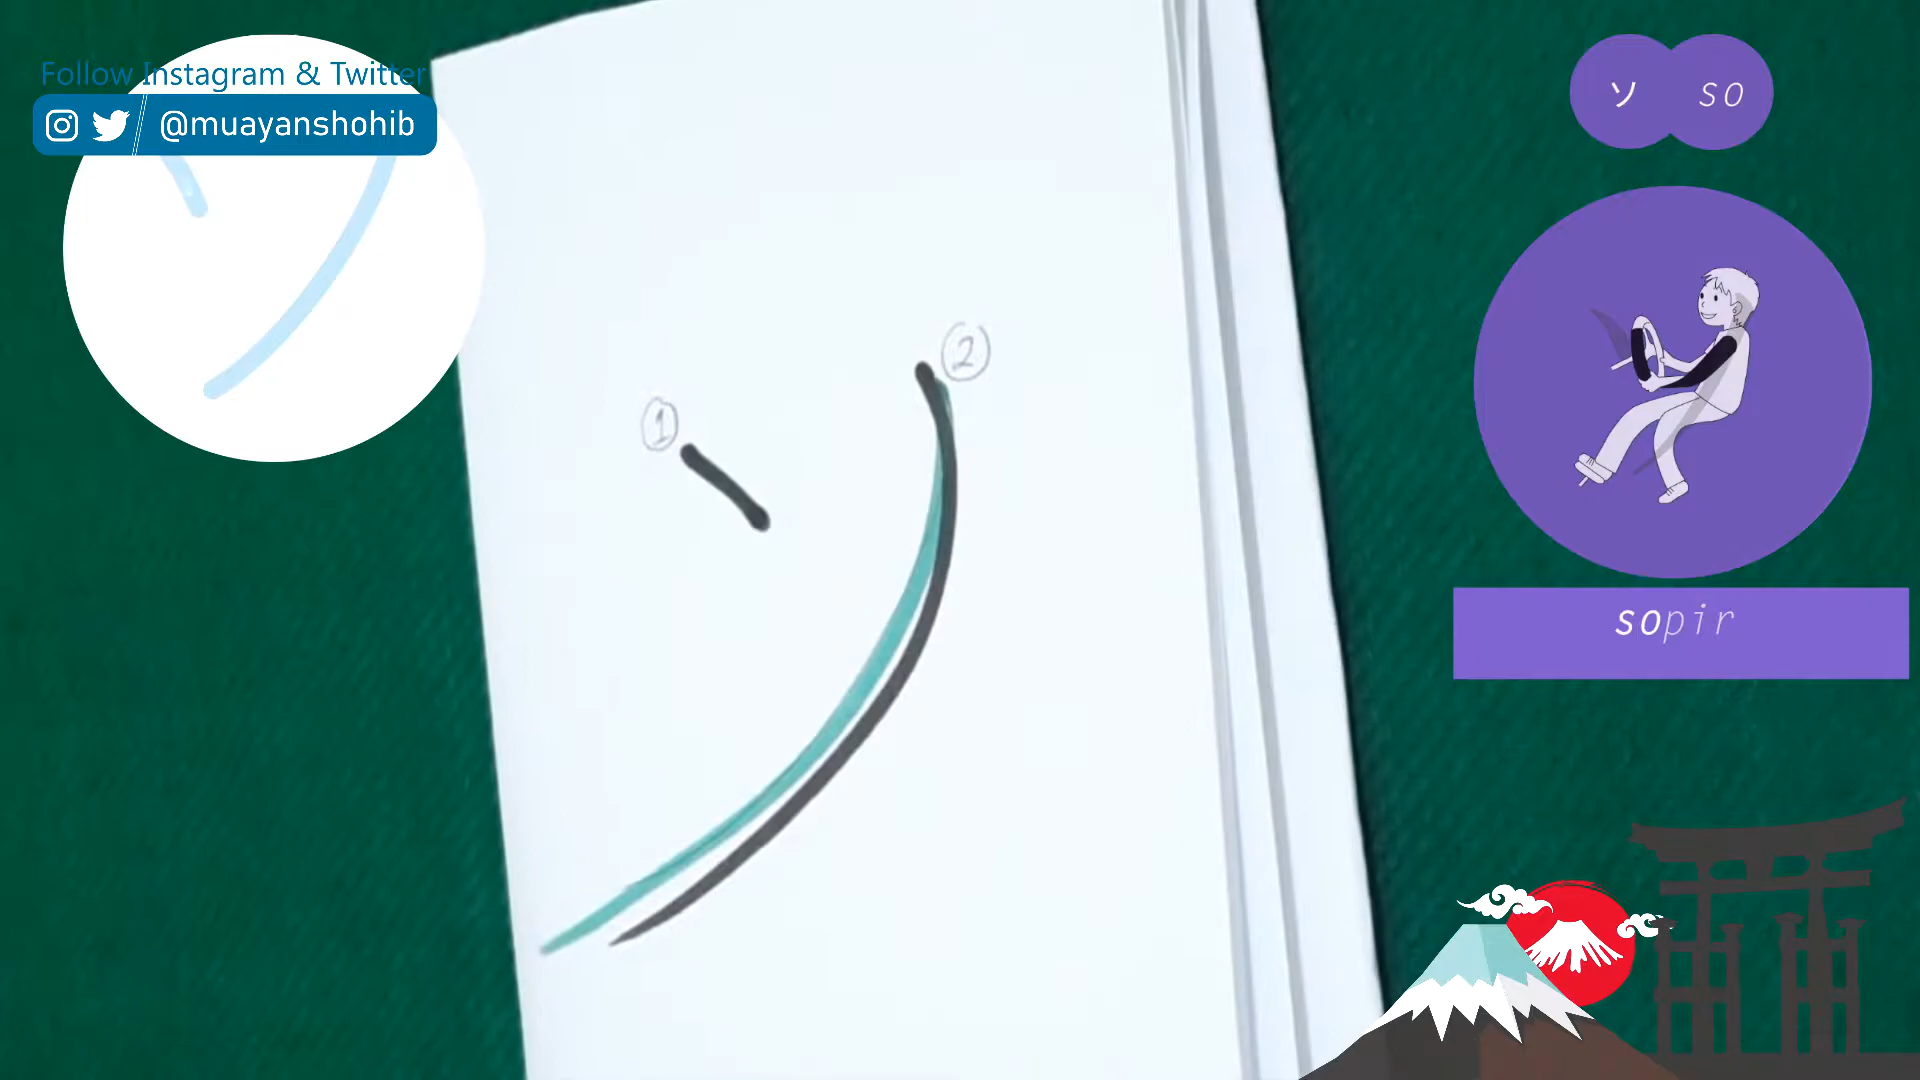 Follow Instagram & Twitter
@muayanshohib
ソ so
sopir
1
2